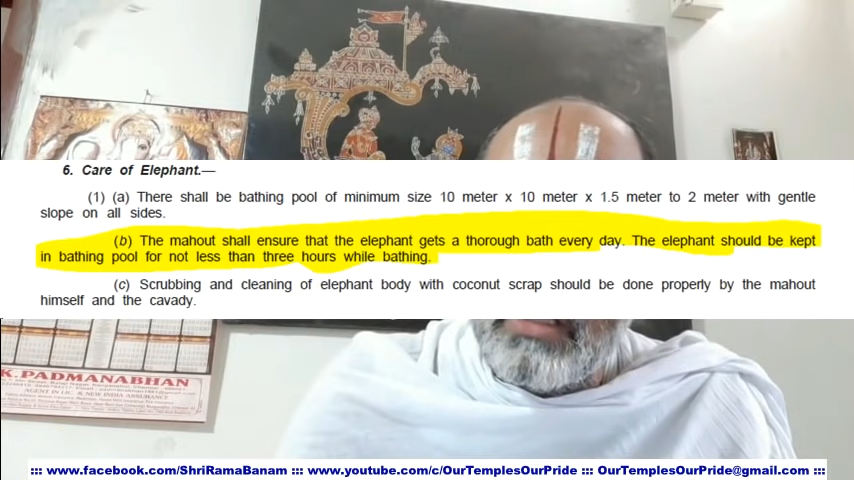 6. Care of Elephant.—
(1) (a) There shall be bathing pool of minimum size 10 meter x 10 meter x 1.5 meter to 2 meter with gentle
slope on all sides.
(b) The mahout shall ensure that the elephant gets a thorough bath every day. The elephant should be kept
in bathing pool for not less than three hours while bathing.
(c) Scrubbing and cleaning of elephant body with coconut scrap should be done properly by the mahout
himself and the cavady.
K.PADMANABHAN
AGENT IN LIC. & NEW INDIA ASSURANCE
::: www.facebook.com/ShriRamaBanam ::: www.youtube.com/c/OurTemplesOurPride ::: OurTemplesOurPride@gmail.com :::